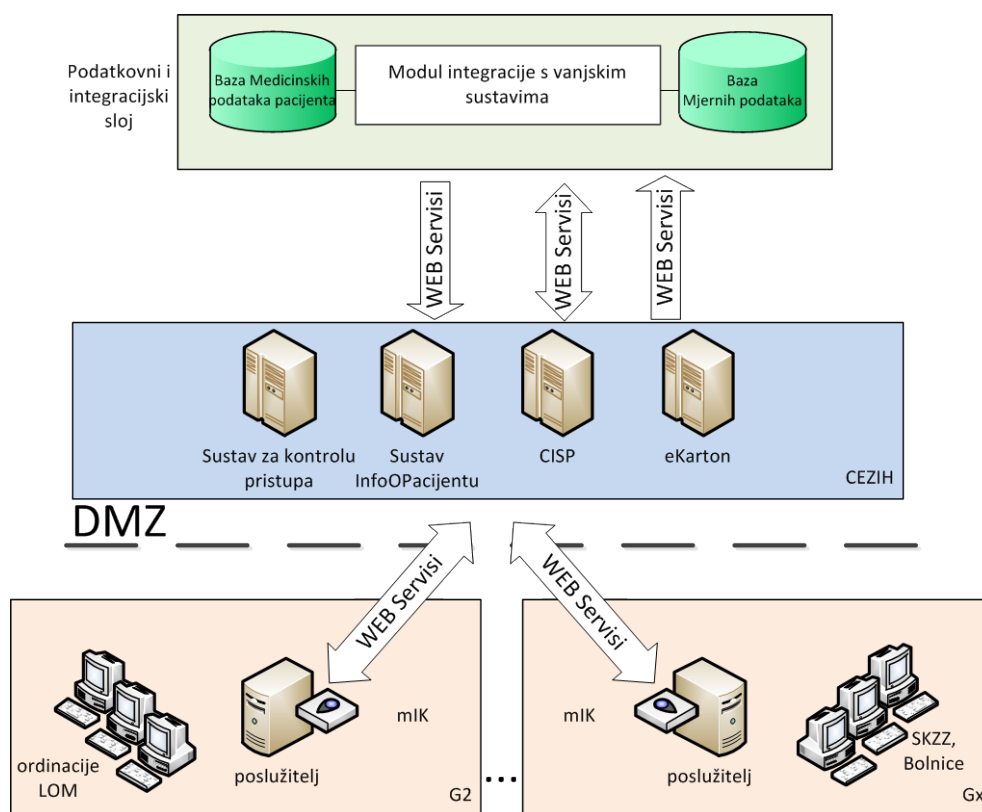 Podatkovni i
integracijski
sloj
Baza Medicinskih
podataka pacijenta
Modul integracije s vanjskim
sustavima
Baza
Mjernih podataka
WEB Servisi
WEB Servisi
WEB Servisi
Sustav za kontrolu
pristupa
Sustav
InfoOPacijentu
CISP
eKarton
CEZIH
DMZ
WEB Servisi
WEB Servisi
ordinacije
LOM
poslužitelj
mIK
G2
...
mIK
poslužitelj
SKZZ,
Bolnice
Gx